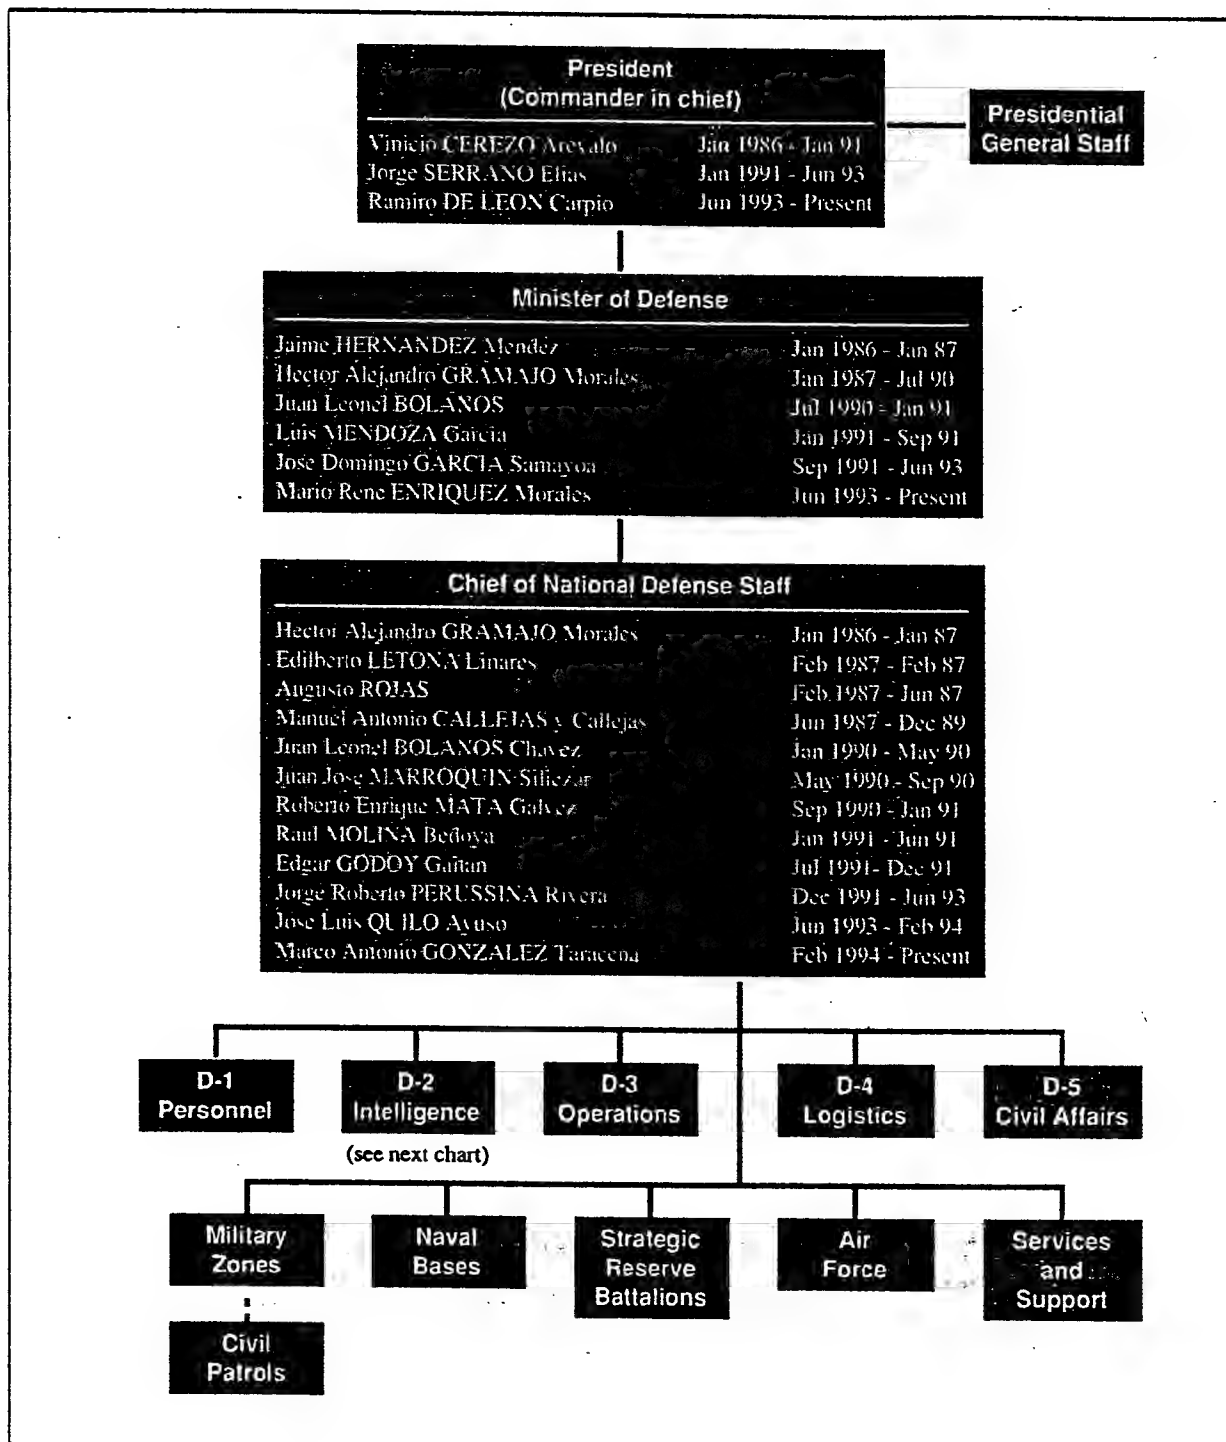 President
(Commander in chief)
Vinicio CEREZO Arevalo Jan 1986 - Jan 91
Jorge SERRANO Elias Jan 1991 - Jun 93
Ramiro DE LEON Carpio Jun 1993 - Present
Presidential
General Staff
Minister of Defense
Jaime HERNANDEZ Mendez Jan 1986 - Jan 87
Hector Alejandro GRAMAJO Morales Jan 1987 - Jul 90
Juan Leonel BOLANOS Jul 1990 - Jan 91
Luis MENDOZA Garcia Jan 1991 - Sep 91
Jose Domingo GARCIA Samayoa Sep 1991 - Jun 93
Mario Rene ENRIQUEZ Morales Jun 1993 - Present
Chief of National Defense Staff
Hector Alejandro GRAMAJO Morales Jan 1986 - Jan 87
Edilberto LETONA Linares Feb 1987 - Feb 87
Augusto ROJAS Feb 1987 - Jun 87
Manuel Antonio CALLEJAS y Callejas Jun 1987 - Dec 89
Juan Leonel BOLANOS Chavez Jan 1990 - May 90
Juan Jose MARROQUIN Siliezar May 1990 - Sep 90
Roberto Enrique MATA Galvez Sep 1990 - Jan 91
Raul MOLINA Bedoya Jan 1991 - Jun 91
Edgar GODOY Gaitan Jul 1991- Dec 91
Jorge Roberto PERUSSINA Rivera Dec 1991 - Jun 93
Jose Luis QUILO Ayuso Jun 1993 - Feb 94
Marco Antonio GONZALEZ Taracena Feb 1994 - Present
D-1
Personnel
D-2
Intelligence
(see next chart)
D-3
Operations
D-4
Logistics
D-5
Civil Affairs
Military
Zones
Naval
Bases
Strategic
Reserve
Battalions
Air
Force
Services
and
Support
Civil
Patrols